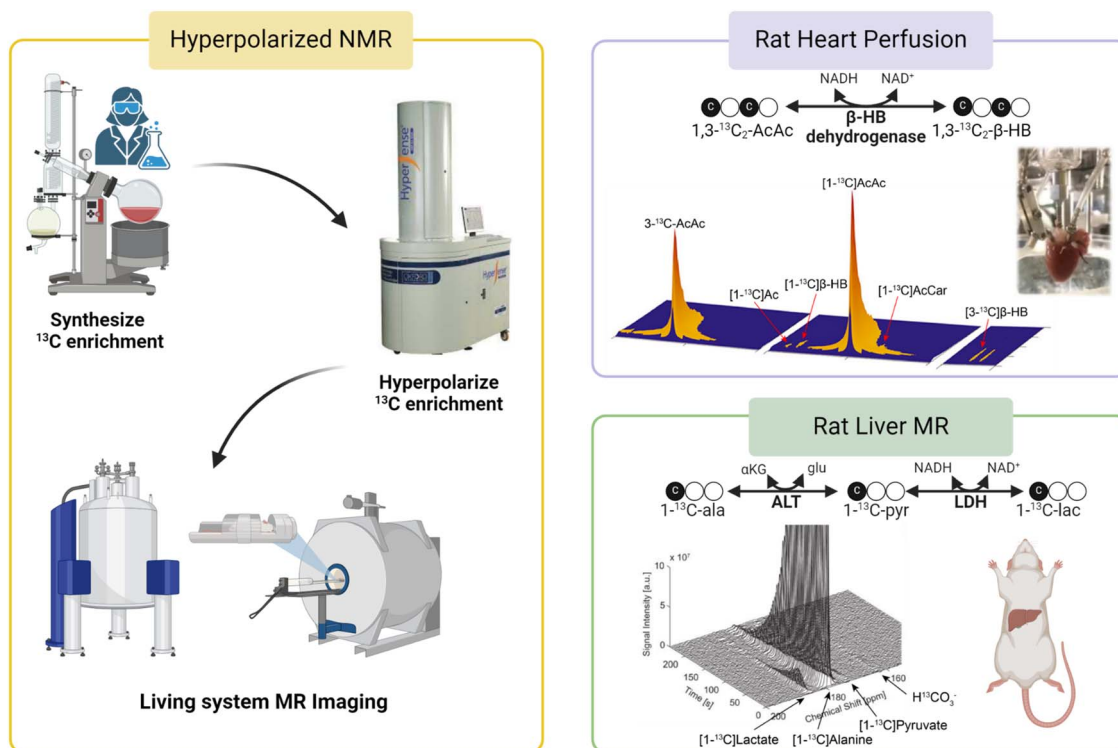 Hyperpolarized NMR
HyperSense
HyperSense
Synthesize
¹³C enrichment
Hyperpolarize
¹³C enrichment
Living system MR Imaging
Rat Heart Perfusion
NADH NAD⁺
C C C C
1,3-¹³C₂-AcAc β-HB 1,3-¹³C₂-β-HB
dehydrogenase
[1-¹³C]AcAc
3-¹³C-AcAc
[1-¹³C]Ac [1-¹³C]β-HB [1-¹³C]AcCar [3-¹³C]β-HB
Rat Liver MR
αKG glu NADH NAD⁺
C C C
1-¹³C-ala ALT 1-¹³C-pyr LDH 1-¹³C-lac
x 10⁷
Signal Intensity [a.u.]
10
5
0
200
150
100
50
0
Time [s]
200 180 160
Chemical Shift [ppm]
H¹³CO₃⁻
[1-¹³C]Pyruvate
[1-¹³C]Lactate [1-¹³C]Alanine